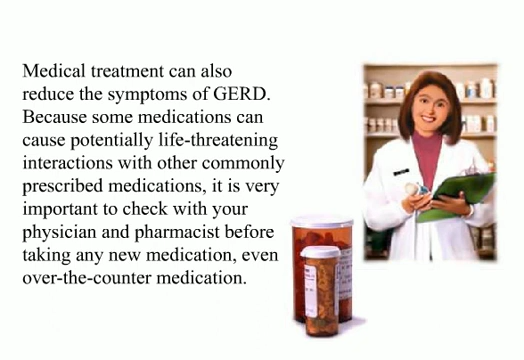 Medical treatment can also
reduce the symptoms of GERD.
Because some medications can
cause potentially life-threatening
interactions with other commonly
prescribed medications, it is very
important to check with your
physician and pharmacist before
taking any new medication, even
over-the-counter medication.